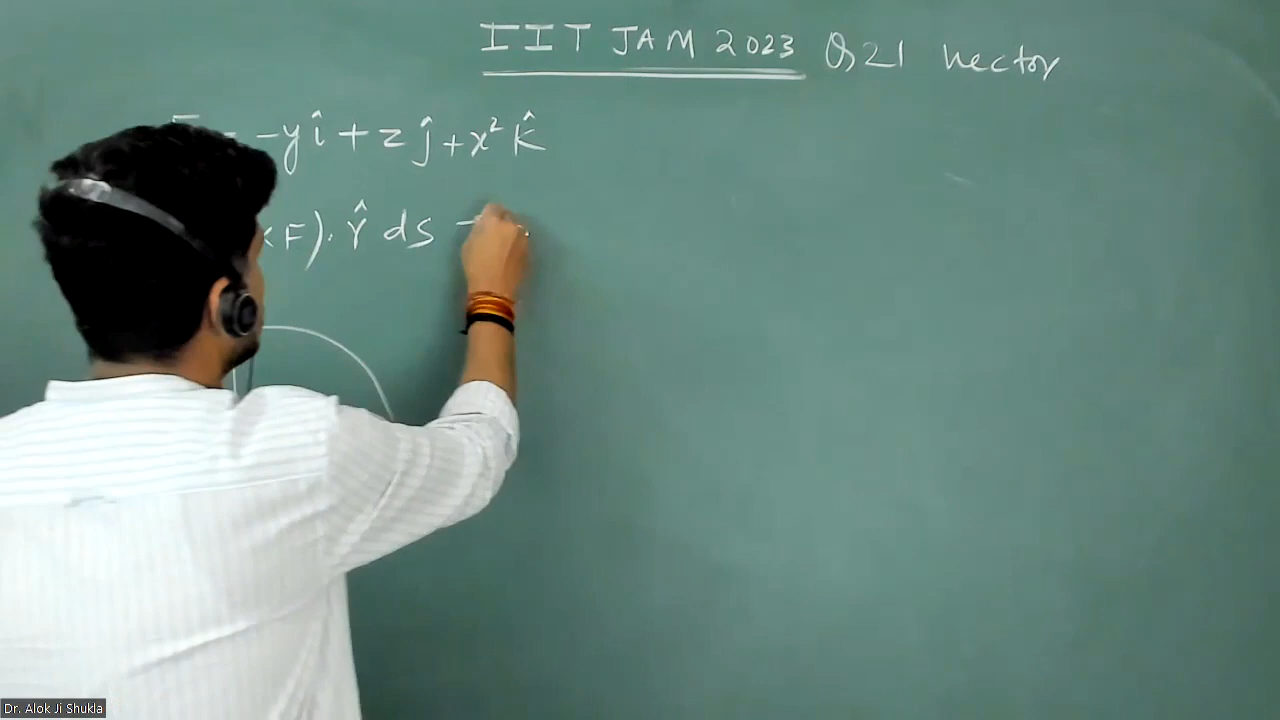 IIT JAM 2023 Q21 Vector
-yî + zĵ + x² k̂
F). r̂ ds
Dr. Alok Ji Shukla